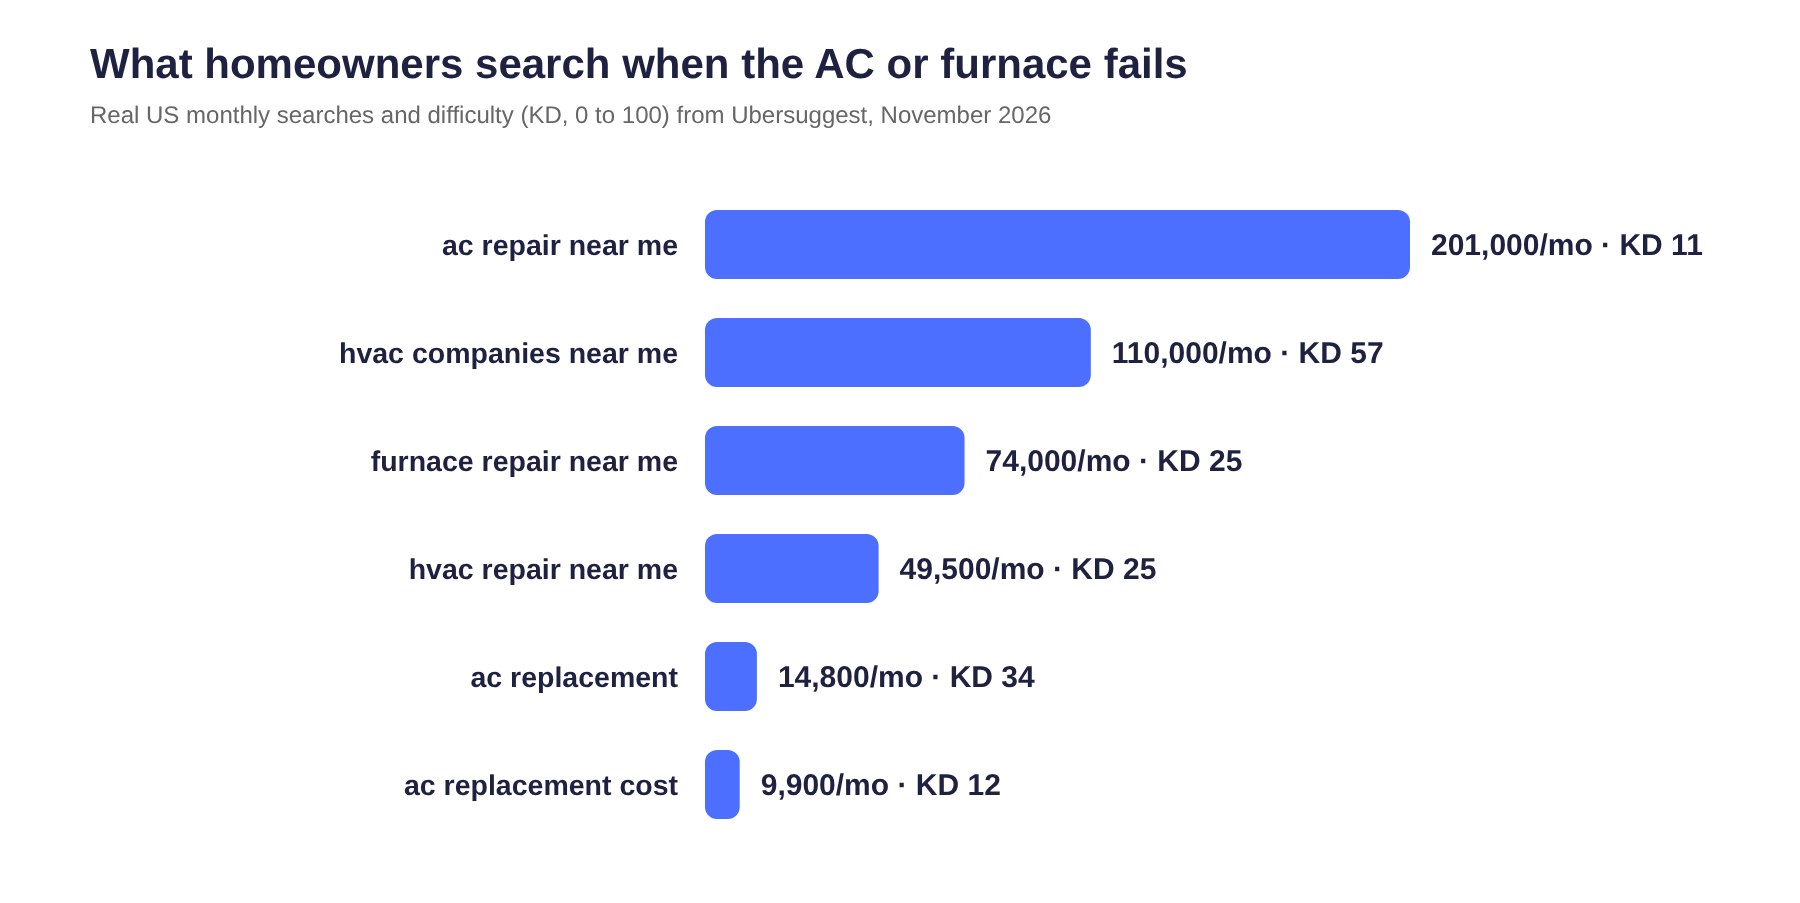 What homeowners search when the AC or furnace fails
Real US monthly searches and difficulty (KD, 0 to 100) from Ubersuggest, November 2026
ac repair near me 201,000/mo · KD 11
hvac companies near me 110,000/mo · KD 57
furnace repair near me 74,000/mo · KD 25
hvac repair near me 49,500/mo · KD 25
ac replacement 14,800/mo · KD 34
ac replacement cost 9,900/mo · KD 12